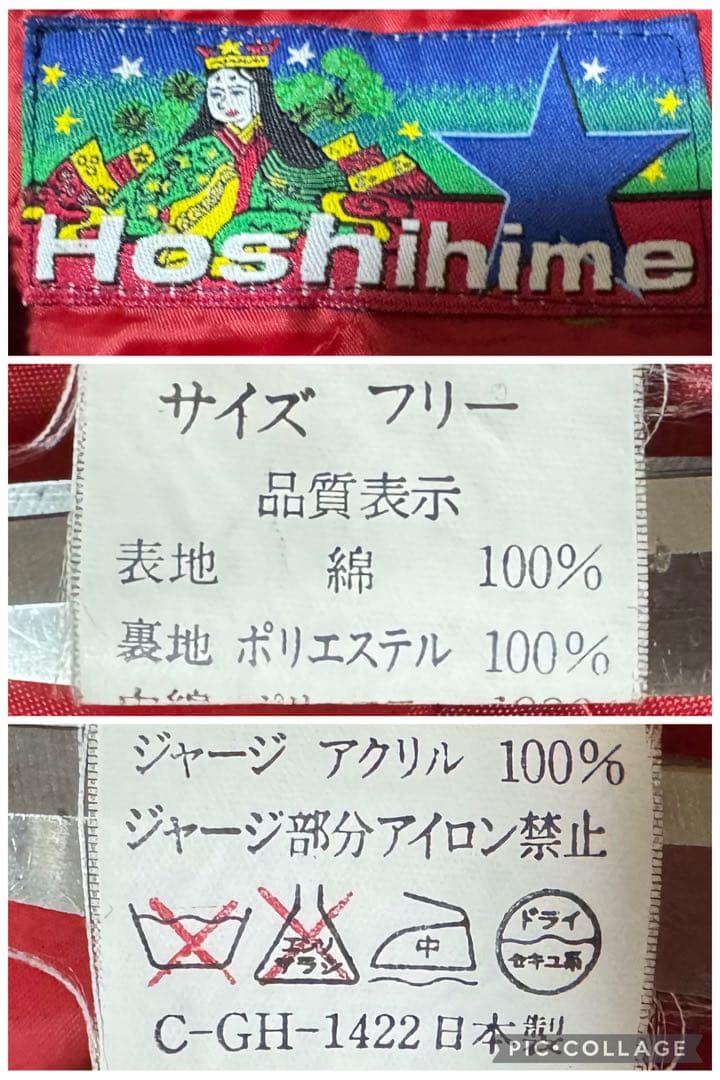 Hoshihime
サイズ フリー
品質表示
表地 綿 100%
裏地 ポリエステル 100%
ジャージ アクリル 100%
ジャージ部分アイロン禁止
エンソ
サラシ
中
ドライ
セキユ系
C-GH-1422日本製
PIC•COLLAGE